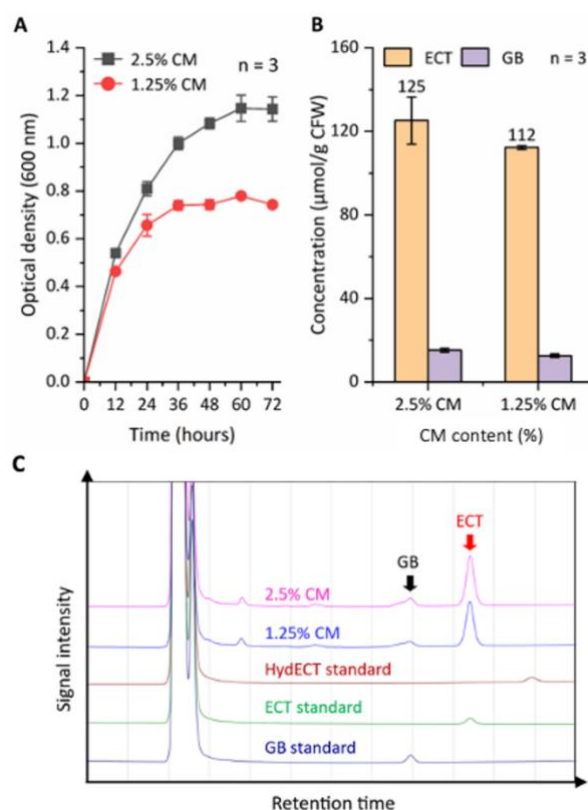 A
Optical density (600 nm)
1.4
1.2
1.0
0.8
0.6
0.4
0.2
0.0
2.5% CM
1.25% CM
n = 3
0 12 24 36 48 60 72
Time (hours)
B
Concentration (µmol/g CFW)
160
120
80
40
0
ECT GB n = 3
125
112
2.5% CM 1.25% CM
CM content (%)
C
Signal intensity
ECT
GB
2.5% CM
1.25% CM
HydECT standard
ECT standard
GB standard
Retention time